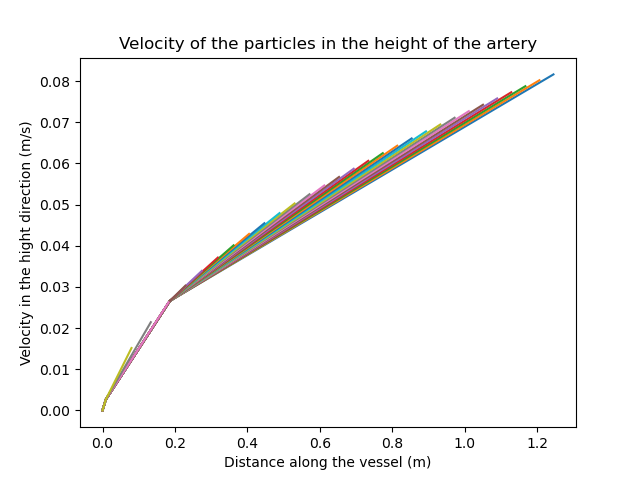 Velocity of the particles in the height of the artery
Velocity in the hight direction (m/s)
0.08
0.07
0.06
0.05
0.04
0.03
0.02
0.01
0.00
0.0 0.2 0.4 0.6 0.8 1.0 1.2
Distance along the vessel (m)